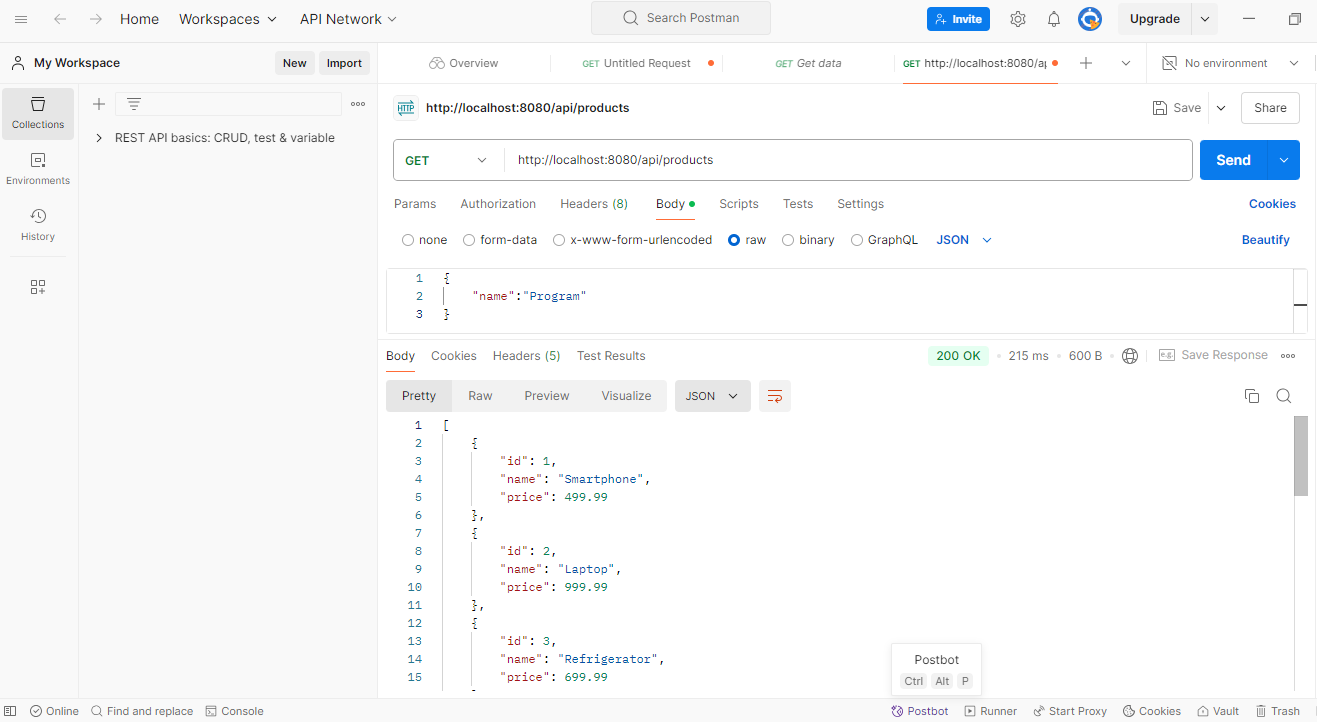 Home Workspaces API Network Search Postman Invite Upgrade
My Workspace New Import Overview GET Untitled Request GET Get data GET http://localhost:8080/ap No environment
Collections
Environments
History
REST API basics: CRUD, test & variable
HTTP http://localhost:8080/api/products Save Share
GET http://localhost:8080/api/products Send
Params Authorization Headers (8) Body Scripts Tests Settings Cookies
none form-data x-www-form-urlencoded raw binary GraphQL JSON Beautify
1 {
2 "name":"Program"
3 }
Body Cookies Headers (5) Test Results 200 OK 215 ms 600 B e.g. Save Response
Pretty Raw Preview Visualize JSON
1 [
2 {
3 "id": 1,
4 "name": "Smartphone",
5 "price": 499.99
6 },
7 {
8 "id": 2,
9 "name": "Laptop",
10 "price": 999.99
11 },
12 {
13 "id": 3,
14 "name": "Refrigerator",
15 "price": 699.99
Postbot
Ctrl Alt P
Online Find and replace Console Postbot Runner Start Proxy Cookies Vault Trash